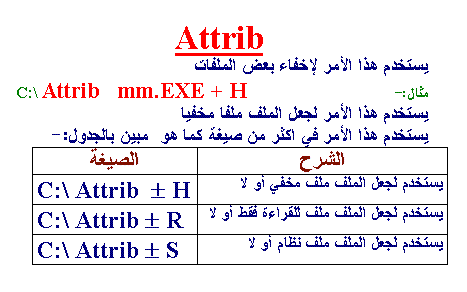 Attrib
يستخدم هذا الأمر لإخفاء بعض الملفات
مثال:- C:\ Attrib mm.EXE + H
يستخدم هذا الأمر لجعل الملف ملفا مخفيا
يستخدم هذا الأمر في اكثر من صيغة كما هو مبين بالجدول:-
الشرح الصيغة
يستخدم لجعل الملف ملف مخفي أو لا C:\ Attrib ± H
يستخدم لجعل الملف ملف للقراءة فقط أو لا C:\ Attrib ± R
يستخدم لجعل الملف ملف نظام أو لا C:\ Attrib ± S